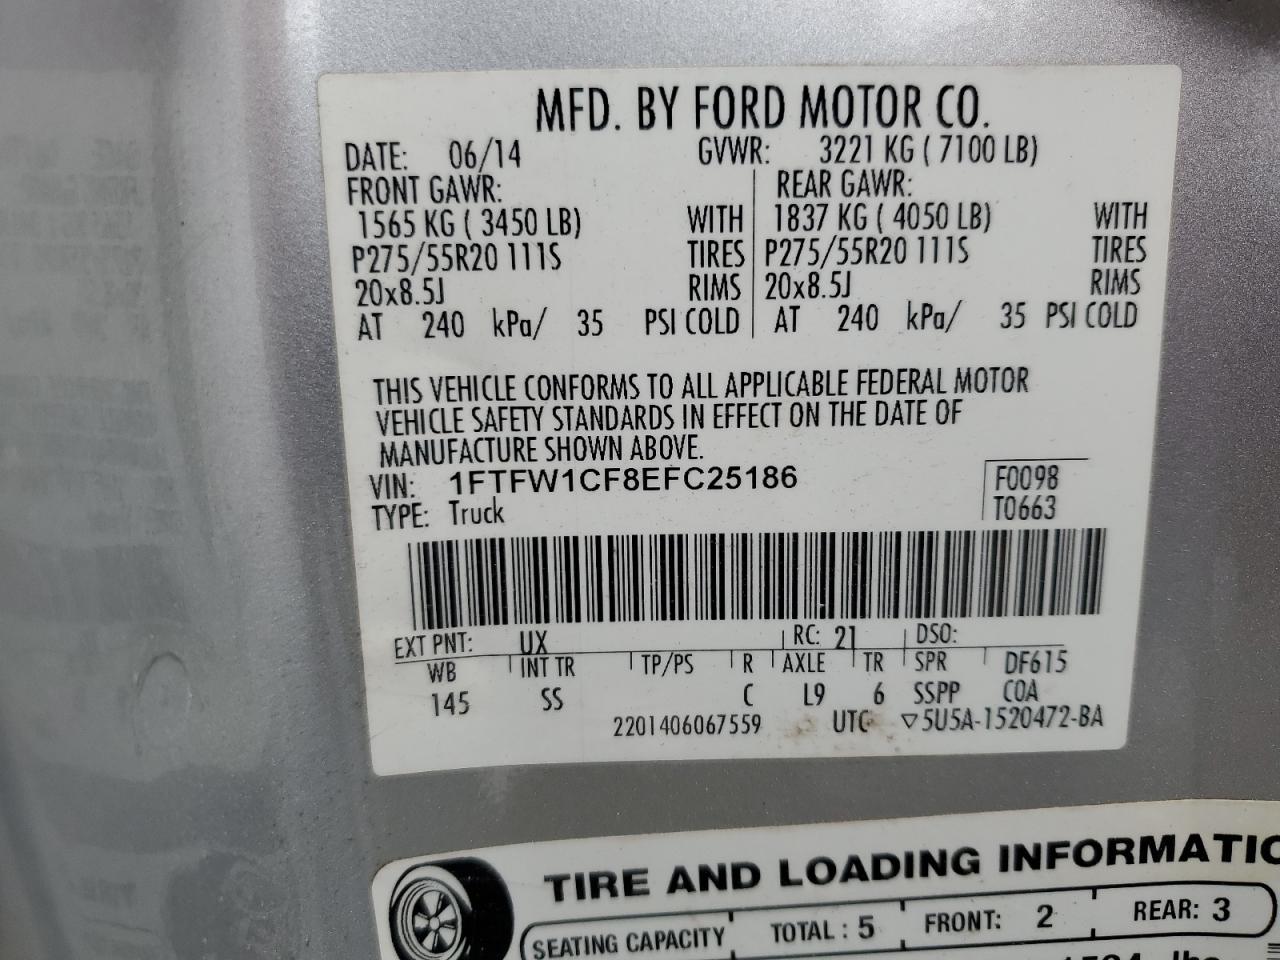 MFD. BY FORD MOTOR CO.
DATE: 06/14 GVWR: 3221 KG ( 7100 LB)
FRONT GAWR: REAR GAWR:
1565 KG ( 3450 LB) WITH 1837 KG ( 4050 LB) WITH
P275/55R20 111S TIRES P275/55R20 111S TIRES
20x8.5J RIMS 20x8.5J RIMS
AT 240 kPa/ 35 PSI COLD AT 240 kPa/ 35 PSI COLD
THIS VEHICLE CONFORMS TO ALL APPLICABLE FEDERAL MOTOR
VEHICLE SAFETY STANDARDS IN EFFECT ON THE DATE OF
MANUFACTURE SHOWN ABOVE.
VIN: 1FTFW1CF8EFC25186 F0098
TYPE: Truck T0663
EXT PNT: UX RC: 21 DSO:
WB INT TR TP/PS R AXLE TR SPR DF615
145 SS C L9 6 SSPP COA
2201406067559 UTC ▽5U5A-1520472-BA
TIRE AND LOADING INFORMATIO
SEATING CAPACITY TOTAL : 5 FRONT: 2 REAR: 3